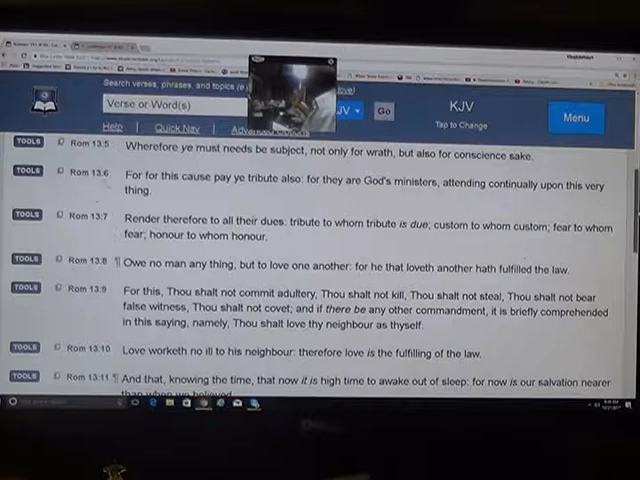 Search verses, phrases, and topics (e
love)
Verse or Word(s)
JV
Go
KJV
Tap to Change
Menu
Help | Quick Nav | Advanced Options
TOOLS Rom 13:5 Wherefore ye must needs be subject, not only for wrath, but also for conscience sake.
TOOLS Rom 13:6 For for this cause pay ye tribute also: for they are God's ministers, attending continually upon this very
thing.
TOOLS Rom 13:7 Render therefore to all their dues: tribute to whom tribute is due; custom to whom custom; fear to whom
fear; honour to whom honour.
TOOLS Rom 13:8 ¶ Owe no man any thing, but to love one another: for he that loveth another hath fulfilled the law.
TOOLS Rom 13:9 For this, Thou shalt not commit adultery, Thou shalt not kill, Thou shalt not steal, Thou shalt not bear
false witness, Thou shalt not covet; and if there be any other commandment, it is briefly comprehended
in this saying, namely, Thou shalt love thy neighbour as thyself.
TOOLS Rom 13:10 Love worketh no ill to his neighbour: therefore love is the fulfilling of the law.
TOOLS Rom 13:11 ¶ And that, knowing the time, that now it is high time to awake out of sleep: for now is our salvation nearer
than when we believed.